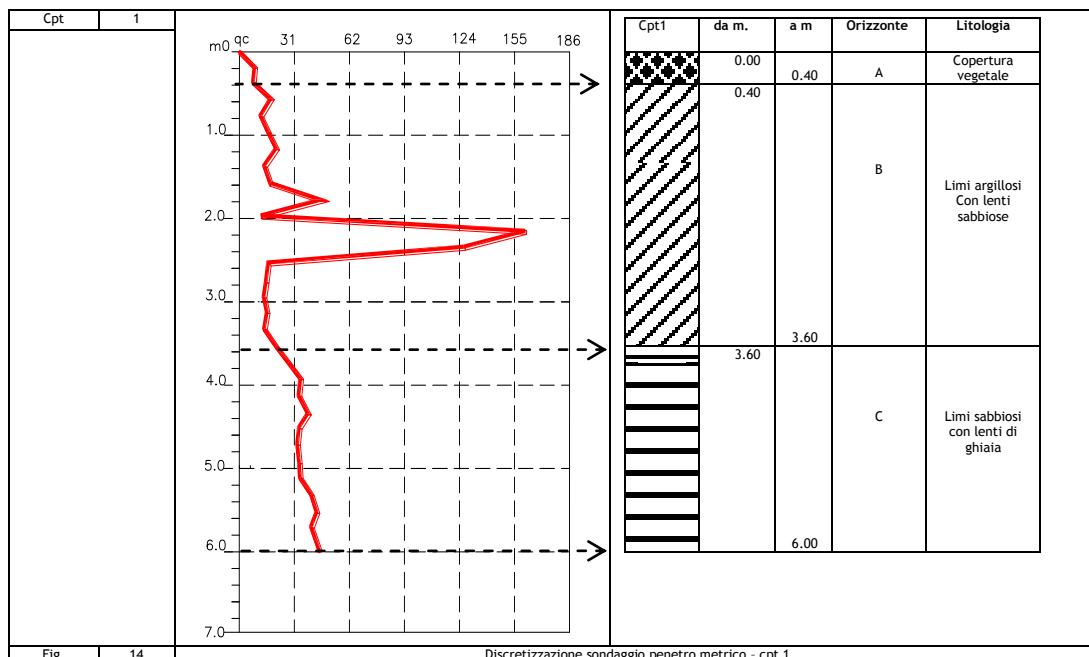 Cpt 1
m0 qc 31 62 93 124 155 186
1.0
2.0
3.0
4.0
5.0
6.0
7.0
Cpt1 da m. a m Orizzonte Litologia
0.00 0.40 A Copertura
vegetale
0.40 3.60 B Limi argillosi
Con lenti
sabbiose
3.60 6.00 C Limi sabbiosi
con lenti di
ghiaia
Fig 14 Discretizzazione sondaggio penetro metrico - cpt 1